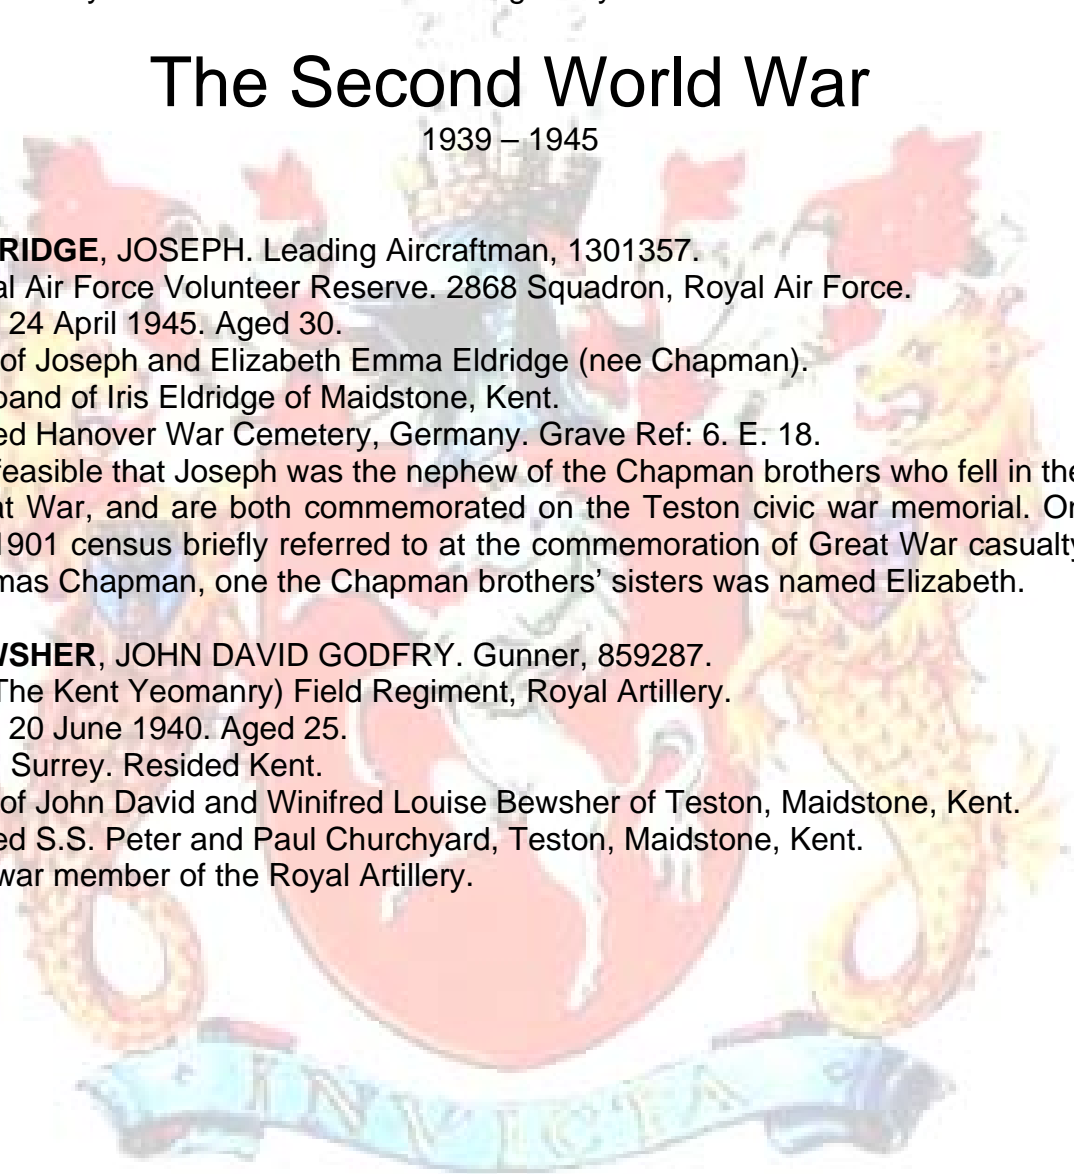 The Second World War
1939 – 1945
RIDGE, JOSEPH. Leading Aircraftman, 1301357.
al Air Force Volunteer Reserve. 2868 Squadron, Royal Air Force.
24 April 1945. Aged 30.
of Joseph and Elizabeth Emma Eldridge (nee Chapman).
band of Iris Eldridge of Maidstone, Kent.
ed Hanover War Cemetery, Germany. Grave Ref: 6. E. 18.
feasible that Joseph was the nephew of the Chapman brothers who fell in the
at War, and are both commemorated on the Teston civic war memorial. On
1901 census briefly referred to at the commemoration of Great War casualty
mas Chapman, one the Chapman brothers’ sisters was named Elizabeth.
WSHER, JOHN DAVID GODFRY. Gunner, 859287.
(The Kent Yeomanry) Field Regiment, Royal Artillery.
20 June 1940. Aged 25.
Surrey. Resided Kent.
of John David and Winifred Louise Bewsher of Teston, Maidstone, Kent.
ed S.S. Peter and Paul Churchyard, Teston, Maidstone, Kent.
war member of the Royal Artillery.
INVICTA